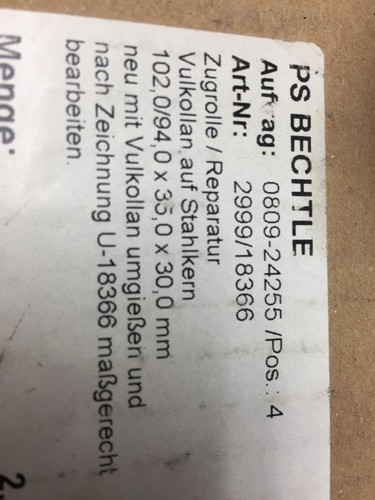 PS BECHTLE
Auftrag: 0809-24255 /Pos.: 4
Art-Nr: 2999/18366
Zugrolle / Reparatur
Vulkollan auf Stahlkern
102,0/94,0 x 35,0 x 30,0 mm
neu mit Vulkollan umgießen und
nach Zeichnung U-18366 maßgerecht
bearbeiten.
Menge: